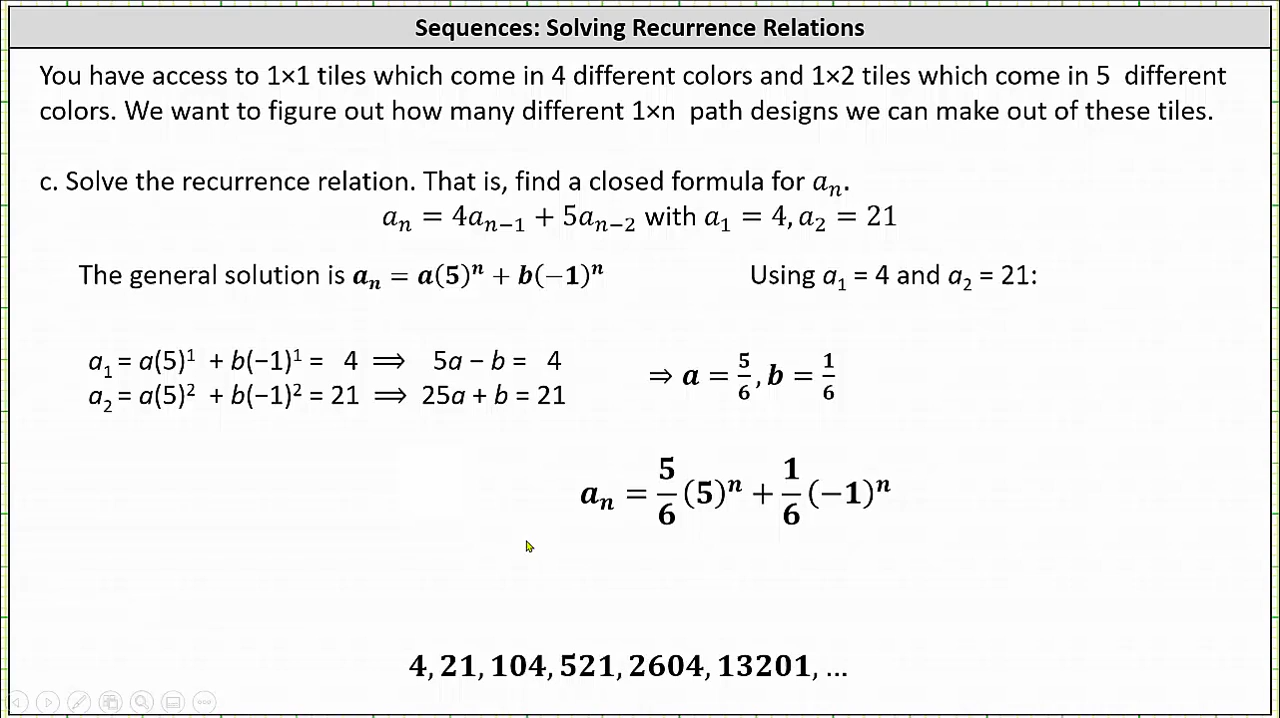 Sequences: Solving Recurrence Relations
You have access to 1×1 tiles which come in 4 different colors and 1×2 tiles which come in 5 different
colors. We want to figure out how many different 1×n path designs we can make out of these tiles.
c. Solve the recurrence relation. That is, find a closed formula for aₙ.
aₙ = 4aₙ₋₁ + 5aₙ₋₂ with a₁ = 4, a₂ = 21
The general solution is aₙ = a(5)ⁿ + b(−1)ⁿ
Using a₁ = 4 and a₂ = 21:
a₁ = a(5)¹ + b(−1)¹ = 4 ⟹ 5a − b = 4
a₂ = a(5)² + b(−1)² = 21 ⟹ 25a + b = 21
⇒ a = 5/6, b = 1/6
aₙ = 5/6 (5)ⁿ + 1/6 (−1)ⁿ
4, 21, 104, 521, 2604, 13201, ...